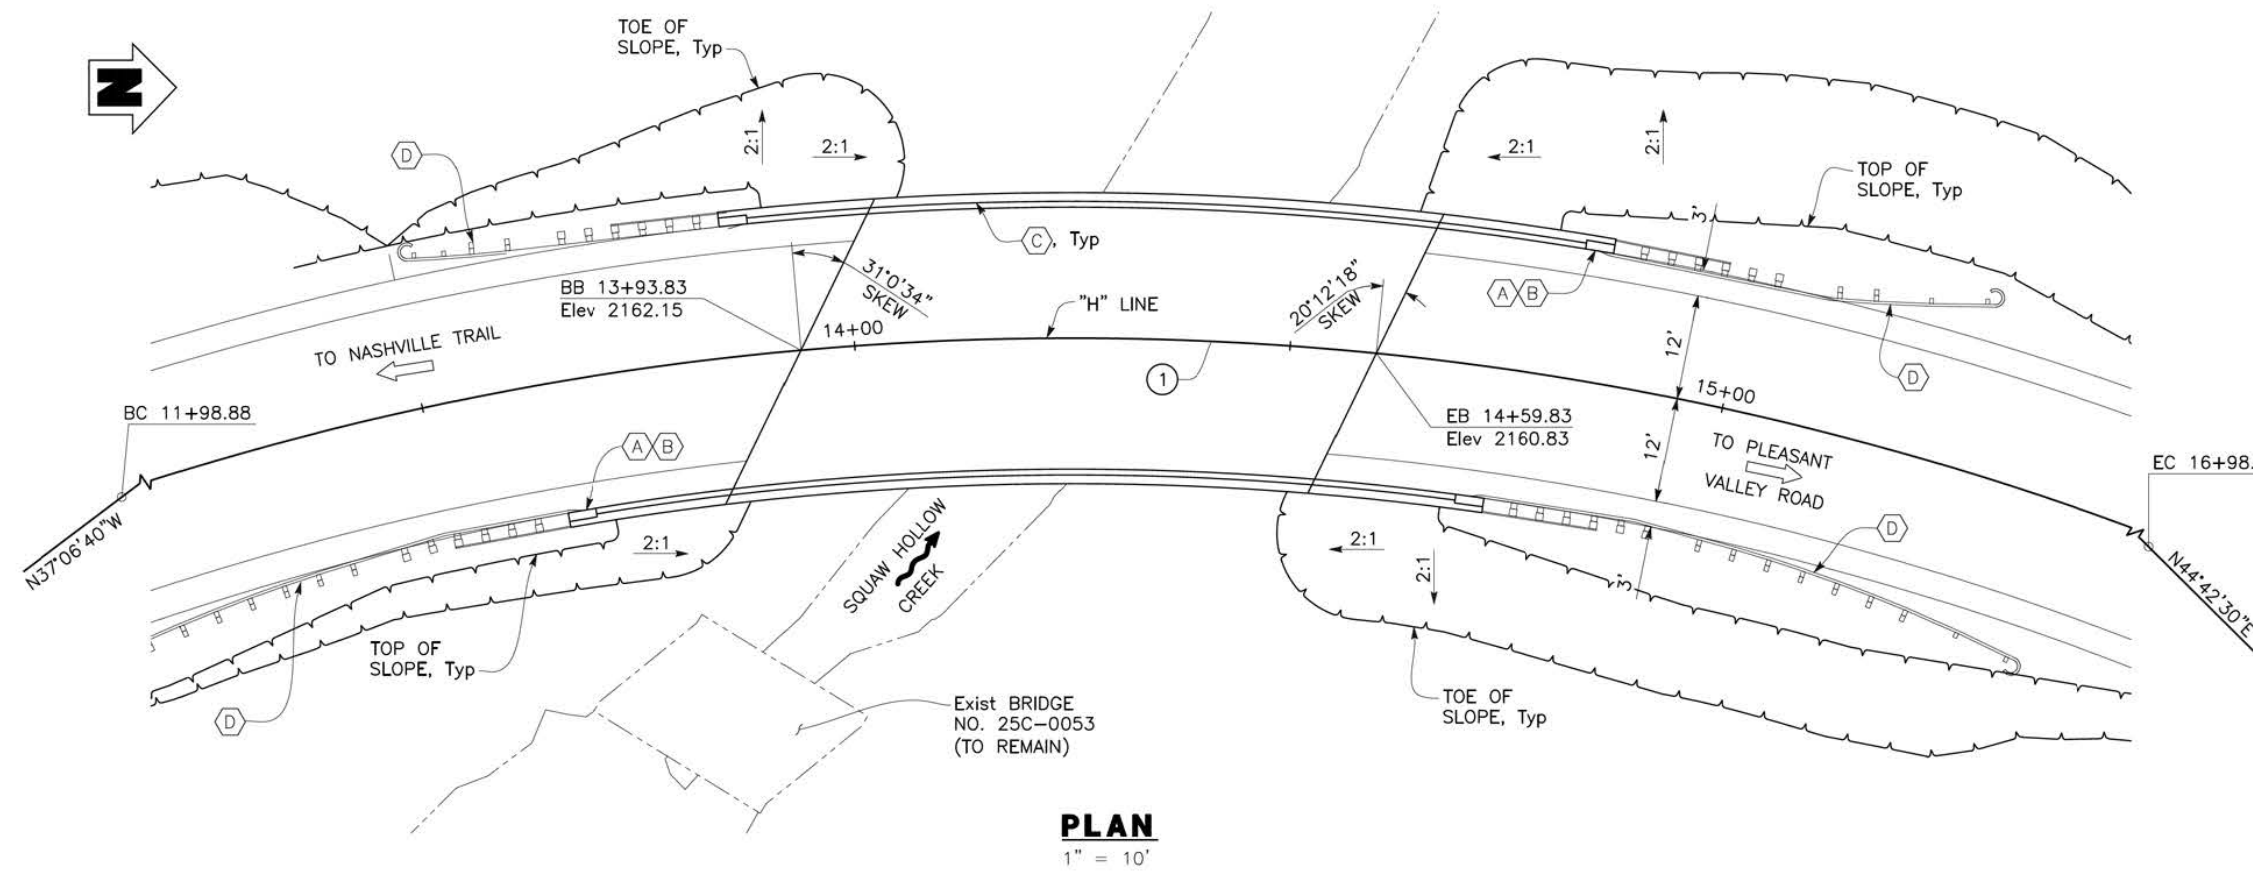 TOE OF
SLOPE, Typ
N
D
2:1
2:1
2:1
2:1
TOP OF
SLOPE, Typ
3'
C, Typ
31°0'34"
SKEW
BB 13+93.83
Elev 2162.15
20°12'18"
SKEW
A B
"H" LINE
14+00
TO NASHVILLE TRAIL
12'
1
D
15+00
BC 11+98.88
EB 14+59.83
Elev 2160.83
A B
12'
TO PLEASANT
VALLEY ROAD
EC 16+98.
N37°06'40"W
SQUAW HOLLOW
CREEK
2:1
2:1
2:1
D
3'
N44°42'30"E
TOP OF
SLOPE, Typ
D
Exist BRIDGE
NO. 25C-0053
(TO REMAIN)
TOE OF
SLOPE, Typ
PLAN
1" = 10'